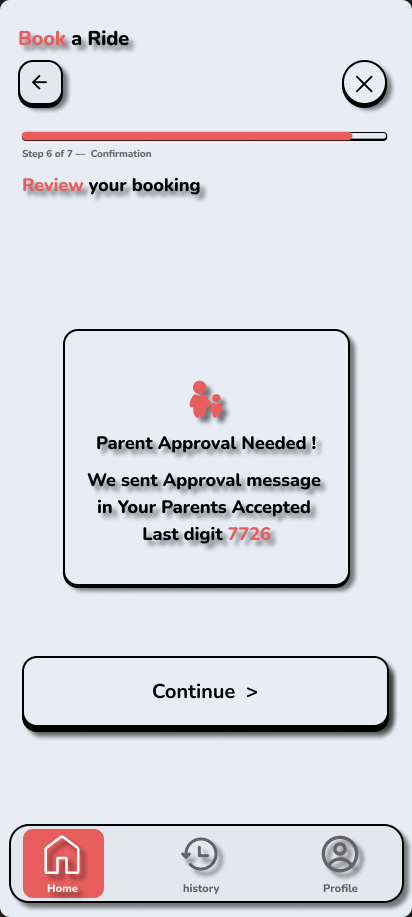 Book a Ride
Step 6 of 7 — Confirmation
Review your booking
Parent Approval Needed !
We sent Approval message
in Your Parents Accepted
Last digit 7726
Continue >
Home
history
Profile